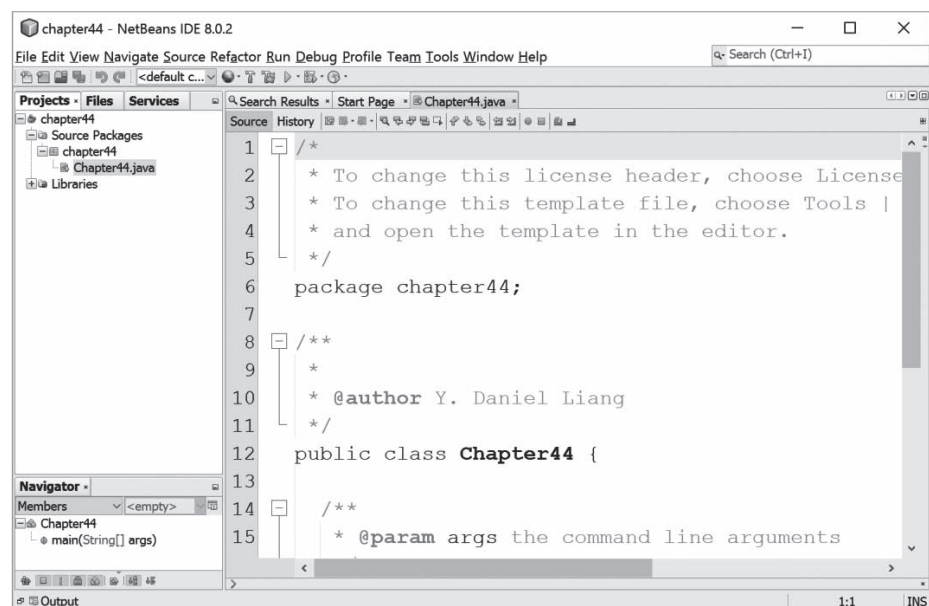 chapter44 - NetBeans IDE 8.0.2
File Edit View Navigate Source Refactor Run Debug Profile Team Tools Window Help
Search (Ctrl+I)
<default c...
Projects Files Services
chapter44
Source Packages
chapter44
Chapter44.java
Libraries
Search Results Start Page Chapter44.java
Source History
1 /*
2 * To change this license header, choose License
3 * To change this template file, choose Tools |
4 * and open the template in the editor.
5 */
6 package chapter44;
7
8 /**
9 *
10 * @author Y. Daniel Liang
11 */
12 public class Chapter44 {
13
14 /**
15 * @param args the command line arguments
Navigator
Members <empty>
Chapter44
main(String[] args)
Output
1:1 INS